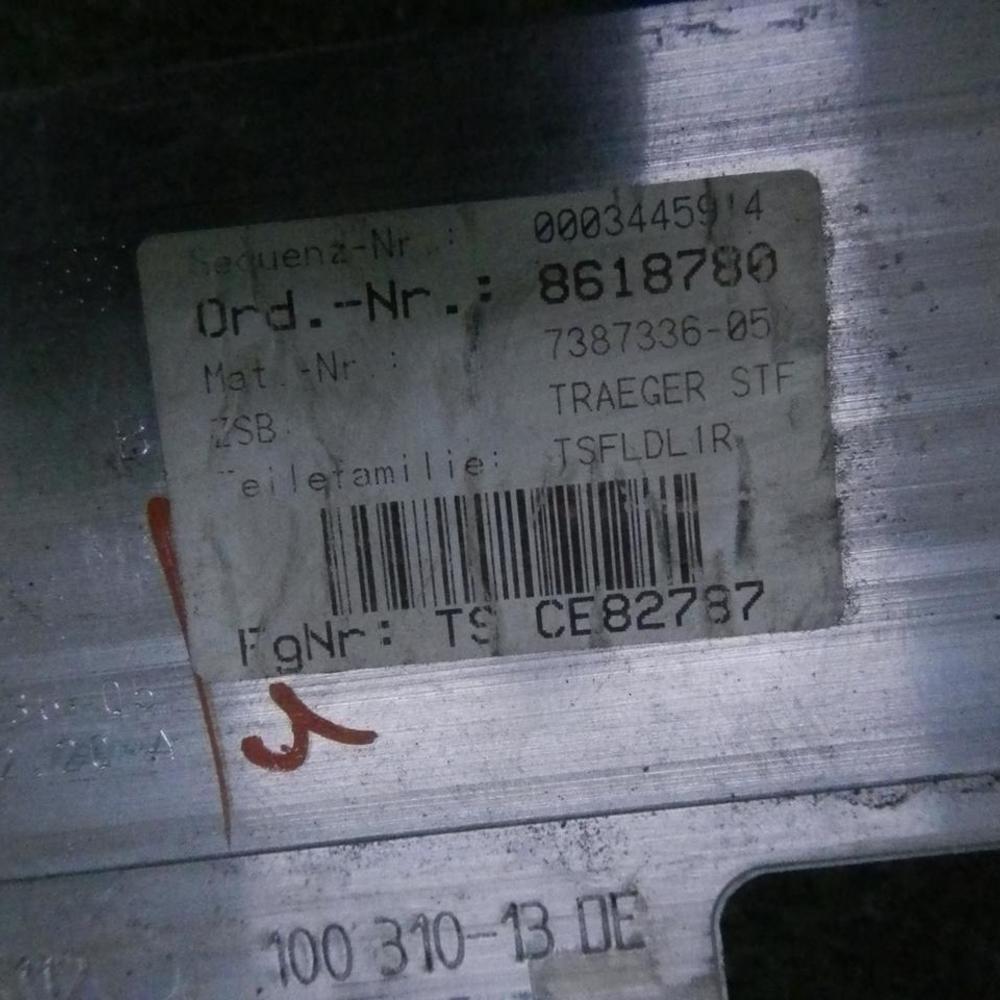 Sequenz-Nr.:
Ord.-Nr.: 8618780
Mat.-Nr.: 7387336-05
ZSB TRAEGER STF
Teilefamilie: TSFLDL1R
FgNr: TS CE82787
100 310-13 DE